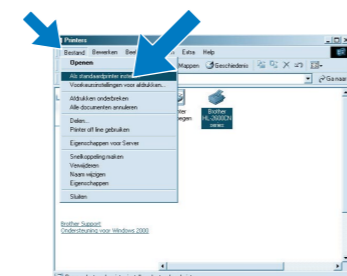 Printers
Bestand Bewerken Extra Help
Openen
Als standaardprinter
Mappen Geschiedenis
Voorkeursinstellingen voor afdrukken...
Afdrukken onderbreken
Alle documenten annuleren
Delen...
Printer off line gebruiken
Eigenschappen voor Server
Snelkoppeling maken
Verwijderen
Naam wijzigen
Eigenschappen
Sluiten
Brother
HL-2600CN
series
Brother Support
Ondersteuning voor Windows 2000